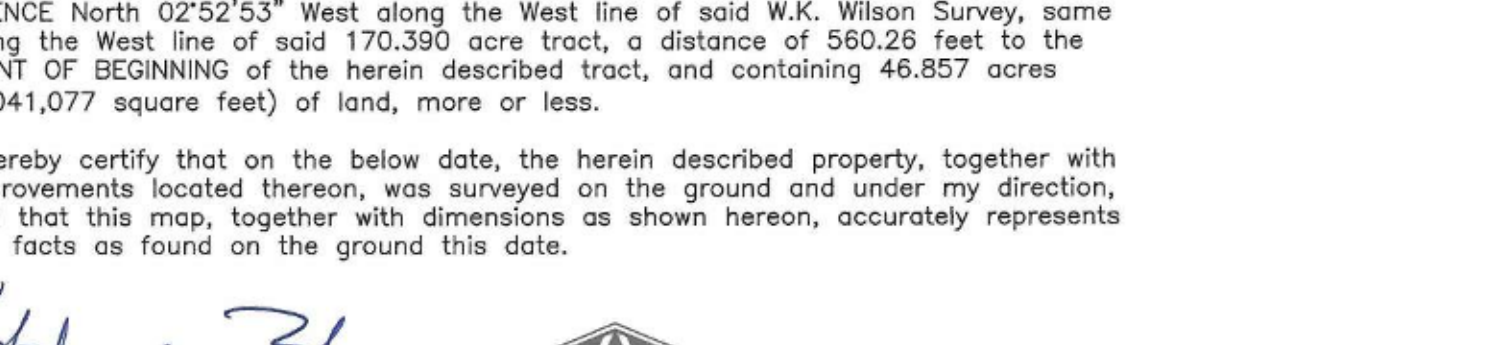 NCE North 02°52'53" West along the West line of said W.K. Wilson Survey, same
ng the West line of said 170.390 acre tract, a distance of 560.26 feet to the
NT OF BEGINNING of the herein described tract, and containing 46.857 acres
041,077 square feet) of land, more or less.
ereby certify that on the below date, the herein described property, together with
rovements located thereon, was surveyed on the ground and under my direction,
that this map, together with dimensions as shown hereon, accurately represents
facts as found on the ground this date.